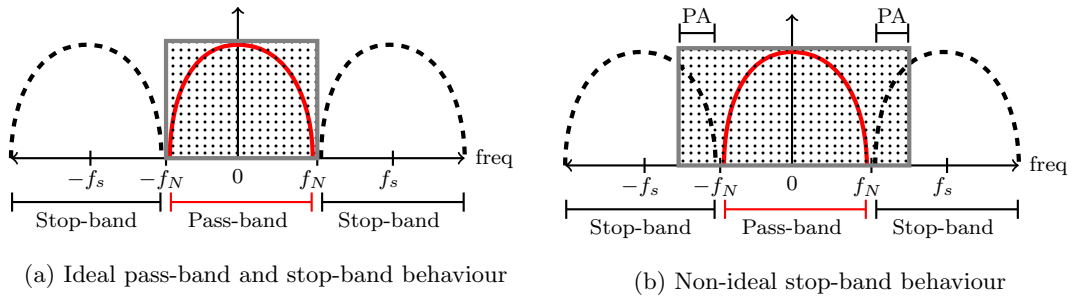 freq
−f_s −f_N 0 f_N f_s
Stop-band Pass-band Stop-band
(a) Ideal pass-band and stop-band behaviour
PA PA
freq
−f_s −f_N 0 f_N f_s
Stop-band Pass-band Stop-band
(b) Non-ideal stop-band behaviour